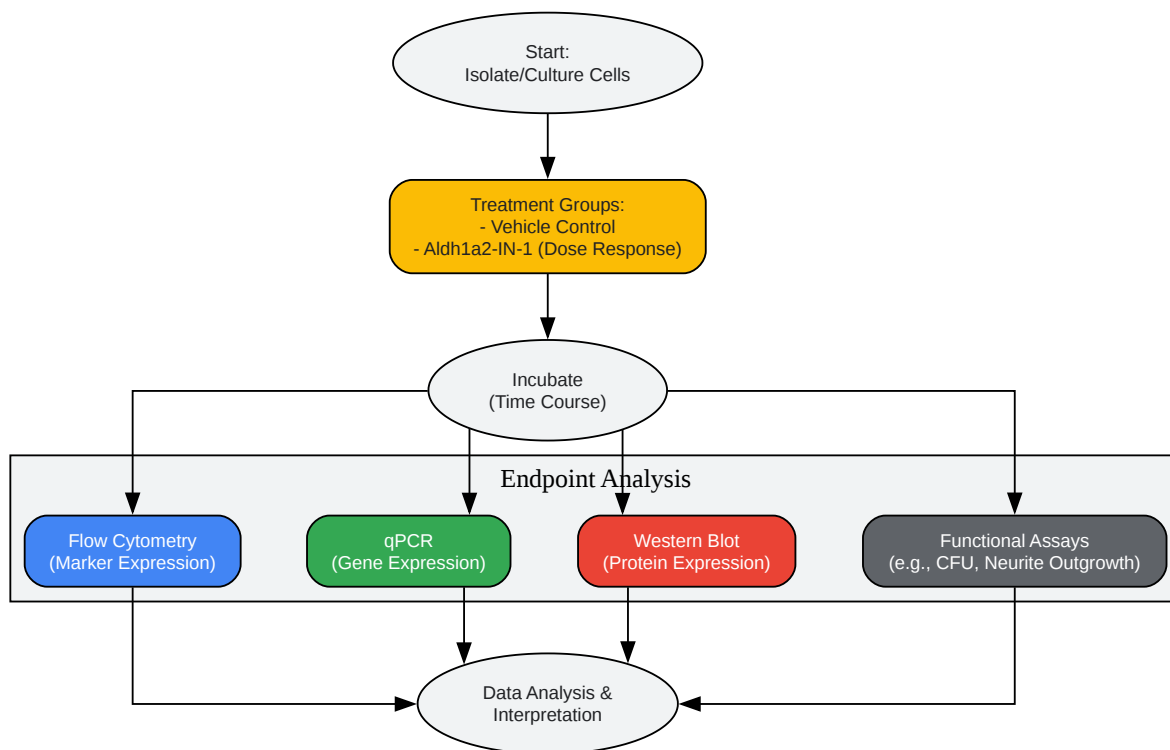 Start:
Isolate/Culture Cells
Treatment Groups:
- Vehicle Control
- Aldh1a2-IN-1 (Dose Response)
Incubate
(Time Course)
Endpoint Analysis
Flow Cytometry
(Marker Expression)
qPCR
(Gene Expression)
Western Blot
(Protein Expression)
Functional Assays
(e.g., CFU, Neurite Outgrowth)
Data Analysis &
Interpretation